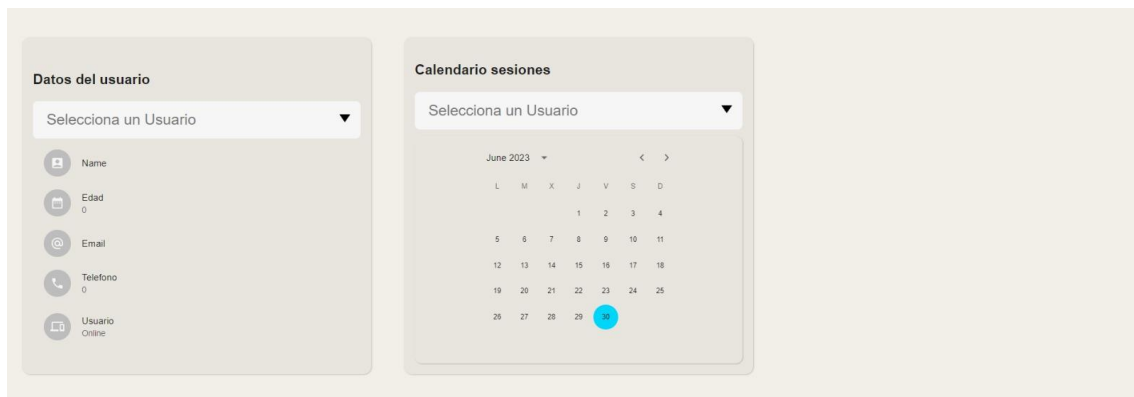 Datos del usuario
Selecciona un Usuario
Name
Edad
0
Email
Telefono
0
Usuario
Online
Calendario sesiones
Selecciona un Usuario
June 2023
L M X J V S D
1 2 3 4
5 6 7 8 9 10 11
12 13 14 15 16 17 18
19 20 21 22 23 24 25
26 27 28 29 30